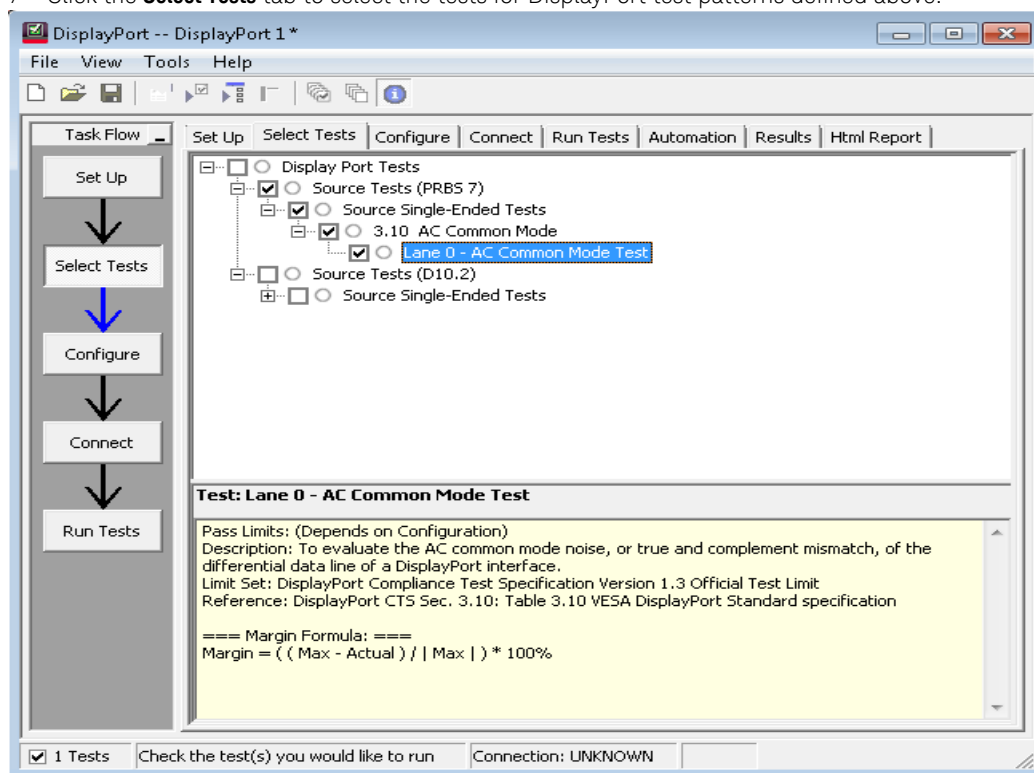 7 Click the Select Tests tab to select the tests for DisplayPort test patterns defined above.
DisplayPort -- DisplayPort 1 *
File View Tools Help
Task Flow
Set Up
Select Tests
Configure
Connect
Run Tests
Set Up Select Tests Configure Connect Run Tests Automation Results Html Report
Display Port Tests
Source Tests (PRBS 7)
Source Single-Ended Tests
3.10 AC Common Mode
Lane 0 - AC Common Mode Test
Source Tests (D10.2)
Source Single-Ended Tests
Test: Lane 0 - AC Common Mode Test
Pass Limits: (Depends on Configuration)
Description: To evaluate the AC common mode noise, or true and complement mismatch, of the
differential data line of a DisplayPort interface.
Limit Set: DisplayPort Compliance Test Specification Version 1.3 Official Test Limit
Reference: DisplayPort CTS Sec. 3.10: Table 3.10 VESA DisplayPort Standard specification
=== Margin Formula: ===
Margin = ( ( Max - Actual ) / | Max | ) * 100%
1 Tests Check the test(s) you would like to run Connection: UNKNOWN